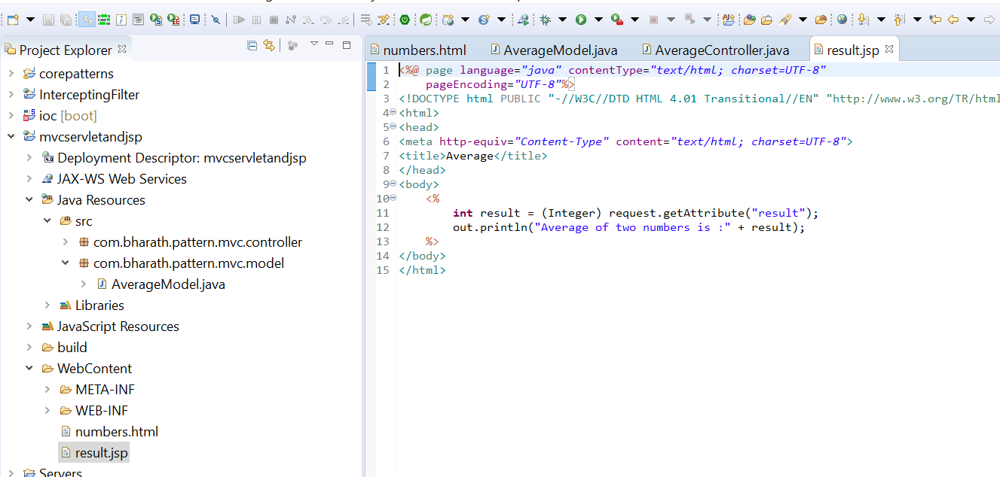 Project Explorer
corepatterns
InterceptingFilter
ioc [boot]
mvcservletandjsp
Deployment Descriptor: mvcservletandjsp
JAX-WS Web Services
Java Resources
src
com.bharath.pattern.mvc.controller
com.bharath.pattern.mvc.model
AverageModel.java
Libraries
JavaScript Resources
build
WebContent
META-INF
WEB-INF
numbers.html
result.jsp
Servers
numbers.html AverageModel.java AverageController.java result.jsp
1 <%@ page language="java" contentType="text/html; charset=UTF-8"
2     pageEncoding="UTF-8"%>
3 <!DOCTYPE html PUBLIC "-//W3C//DTD HTML 4.01 Transitional//EN" "http://www.w3.org/TR/html
4 <html>
5 <head>
6 <meta http-equiv="Content-Type" content="text/html; charset=UTF-8">
7 <title>Average</title>
8 </head>
9 <body>
10     <%
11         int result = (Integer) request.getAttribute("result");
12         out.println("Average of two numbers is :" + result);
13     %>
14 </body>
15 </html>